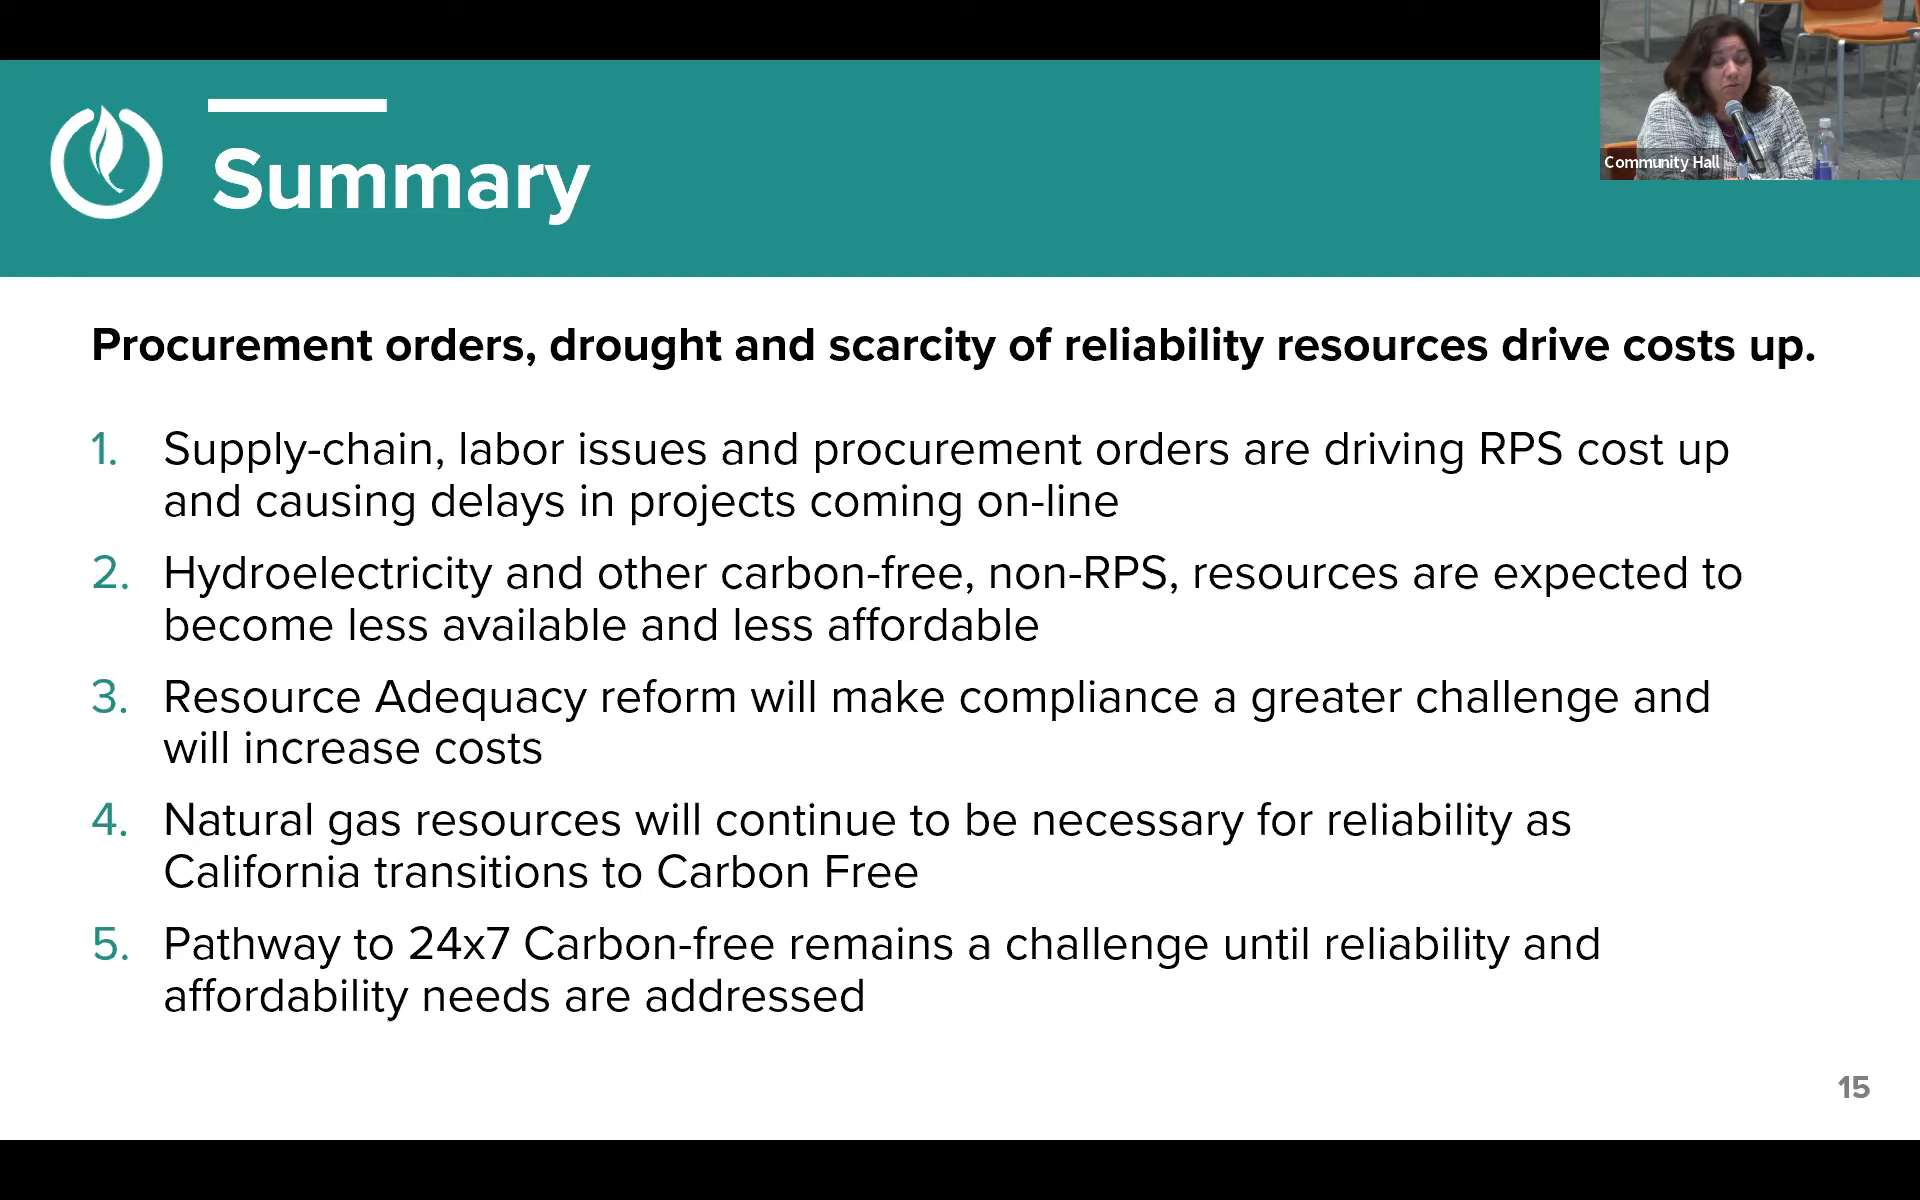 Community Hall
Summary
Procurement orders, drought and scarcity of reliability resources drive costs up.
1. Supply-chain, labor issues and procurement orders are driving RPS cost up
and causing delays in projects coming on-line
2. Hydroelectricity and other carbon-free, non-RPS, resources are expected to
become less available and less affordable
3. Resource Adequacy reform will make compliance a greater challenge and
will increase costs
4. Natural gas resources will continue to be necessary for reliability as
California transitions to Carbon Free
5. Pathway to 24x7 Carbon-free remains a challenge until reliability and
affordability needs are addressed
15